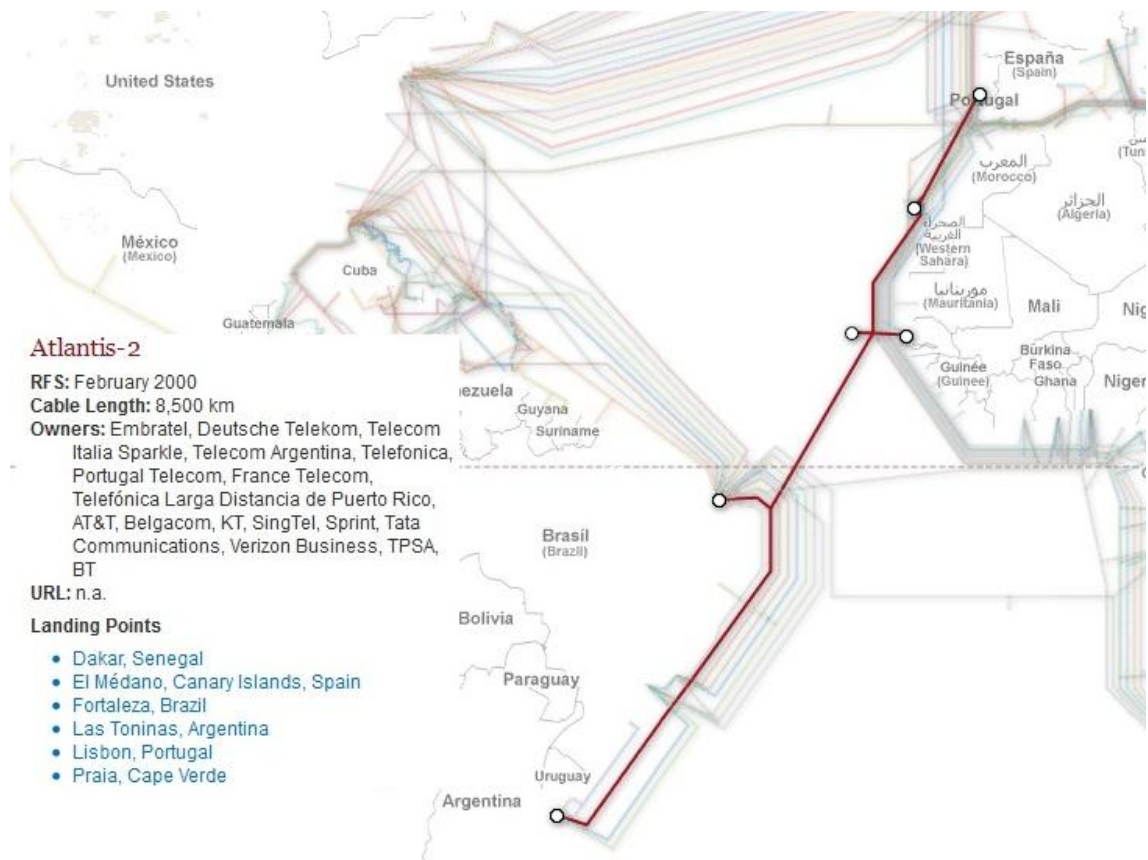 United States
España
(Spain)
Portugal
المغرب
(Morocco)
الجزائر
(Algeria)
الصحراء
الغربية
(Western
Sahara)
México
(Mexico)
Cuba
Guatemala
موريتانيا
(Mauritania)
Mali
Burkina
Faso
Guinée
(Guinee)
Ghana
Niger
Guyana
Suriname
Brasil
(Brazil)
Bolivia
Paraguay
Uruguay
Argentina
Atlantis-2
RFS: February 2000
Cable Length: 8,500 km
Owners: Embratel, Deutsche Telekom, Telecom
Italia Sparkle, Telecom Argentina, Telefonica,
Portugal Telecom, France Telecom,
Telefónica Larga Distancia de Puerto Rico,
AT&T, Belgacom, KT, SingTel, Sprint, Tata
Communications, Verizon Business, TPSA,
BT
URL: n.a.
Landing Points
• Dakar, Senegal
• El Médano, Canary Islands, Spain
• Fortaleza, Brazil
• Las Toninas, Argentina
• Lisbon, Portugal
• Praia, Cape Verde